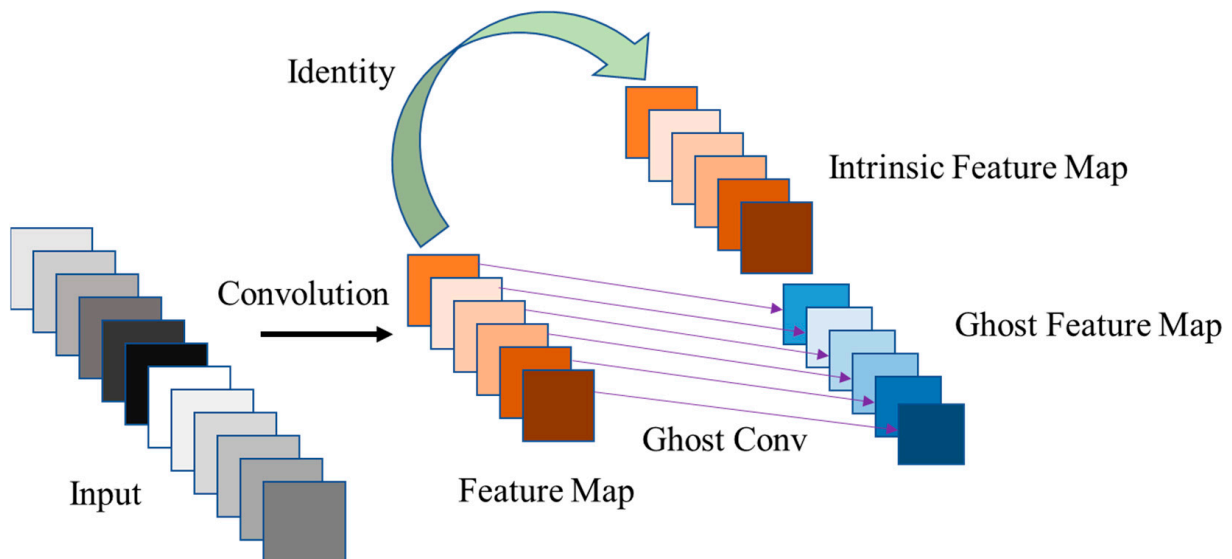 Identity
Intrinsic Feature Map
Convolution
Ghost Feature Map
Ghost Conv
Input
Feature Map